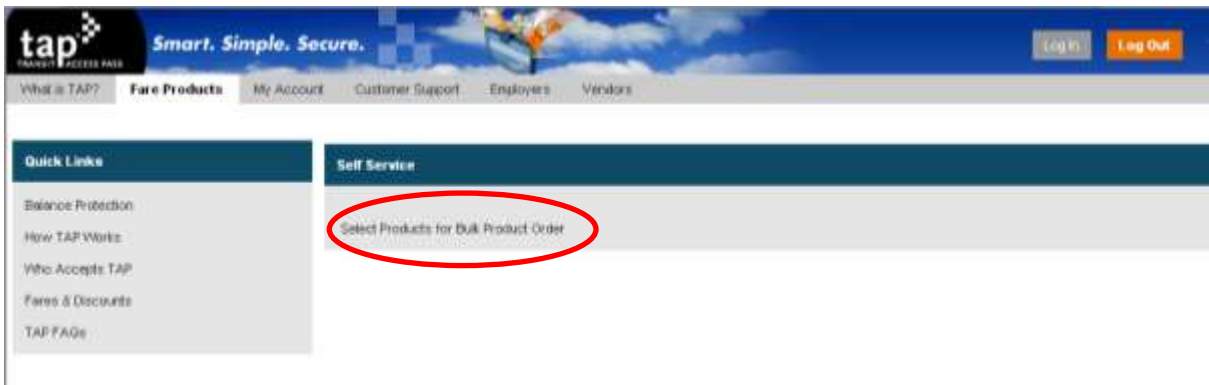 tap
TRANSIT ACCESS PASS
Smart. Simple. Secure.
Log In
Log Out
What is TAP?
Fare Products
My Account
Customer Support
Employers
Vendors
Quick Links
Self Service
Balance Protection
Select Products for Bulk Product Order
How TAP Works
Who Accepts TAP
Fares & Discounts
TAP FAQs